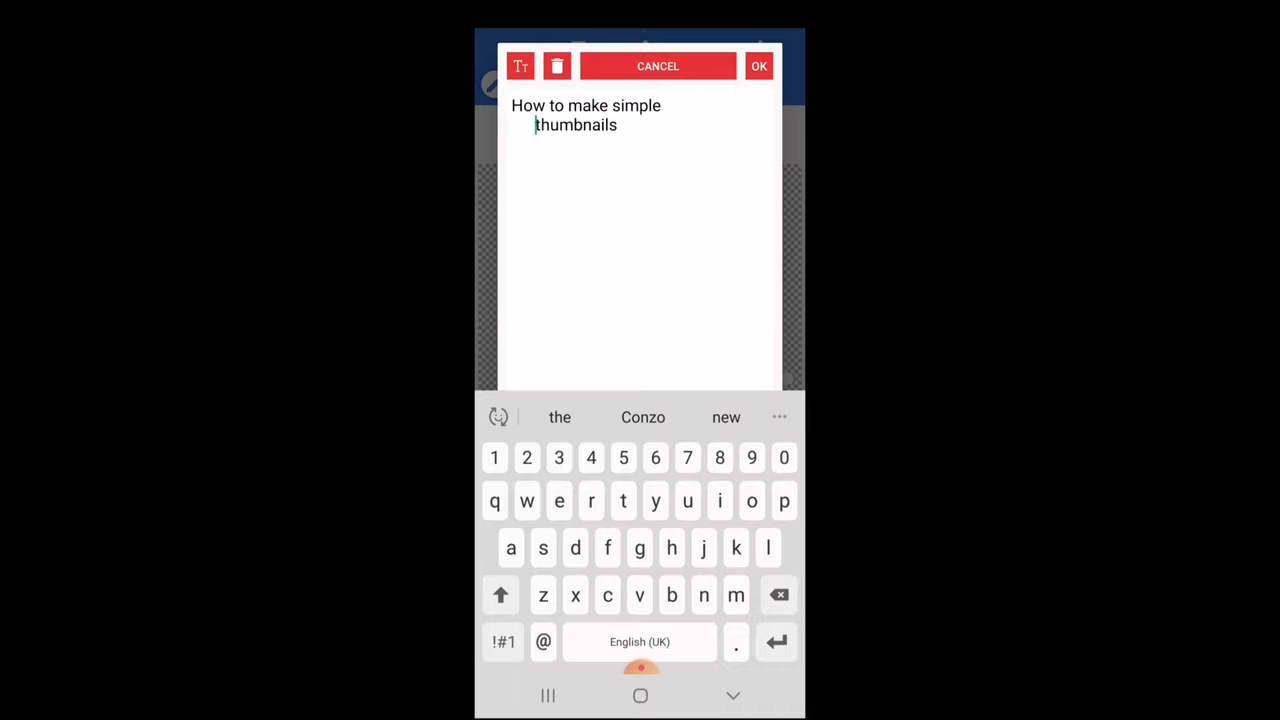 TT
CANCEL
OK
How to make simple
thumbnails
the Conzo new ...
1 2 3 4 5 6 7 8 9 0
q w e r t y u i o p
a s d f g h j k l
z x c v b n m
!#1 @ English (UK) .